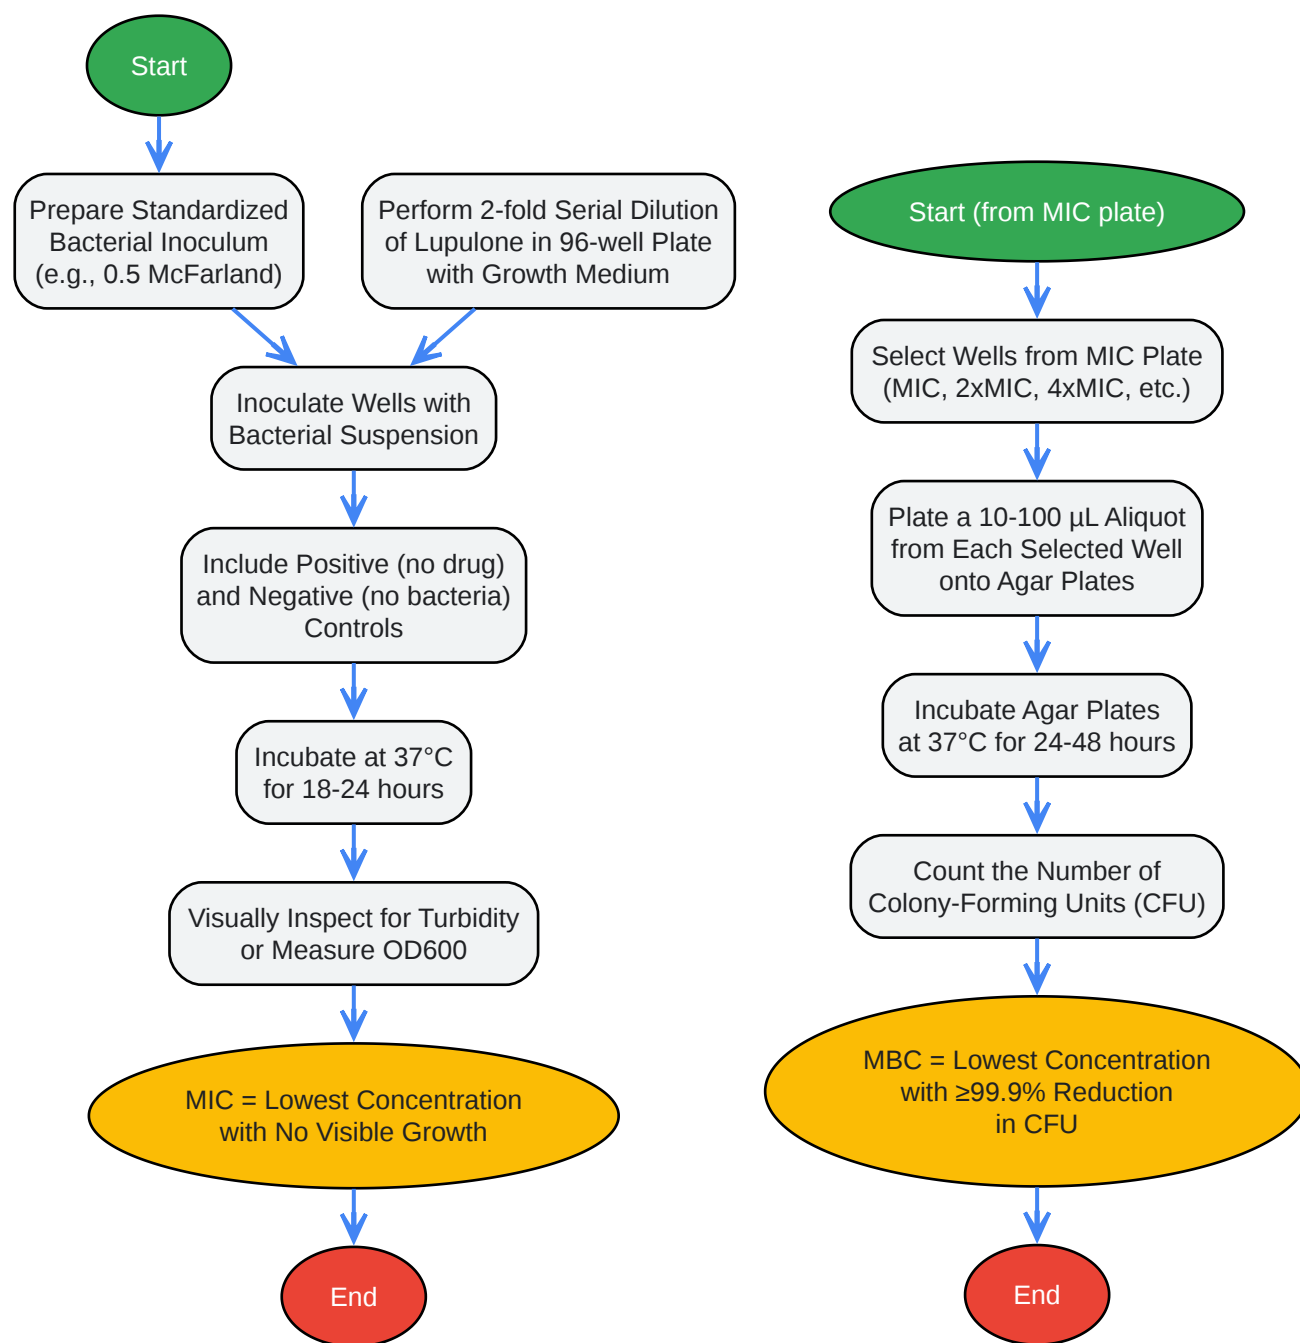 Start
Prepare Standardized
Bacterial Inoculum
(e.g., 0.5 McFarland)
Perform 2-fold Serial Dilution
of Lupulone in 96-well Plate
with Growth Medium
Inoculate Wells with
Bacterial Suspension
Include Positive (no drug)
and Negative (no bacteria)
Controls
Incubate at 37°C
for 18-24 hours
Visually Inspect for Turbidity
or Measure OD600
MIC = Lowest Concentration
with No Visible Growth
End
Start (from MIC plate)
Select Wells from MIC Plate
(MIC, 2xMIC, 4xMIC, etc.)
Plate a 10-100 µL Aliquot
from Each Selected Well
onto Agar Plates
Incubate Agar Plates
at 37°C for 24-48 hours
Count the Number of
Colony-Forming Units (CFU)
MBC = Lowest Concentration
with ≥99.9% Reduction
in CFU
End